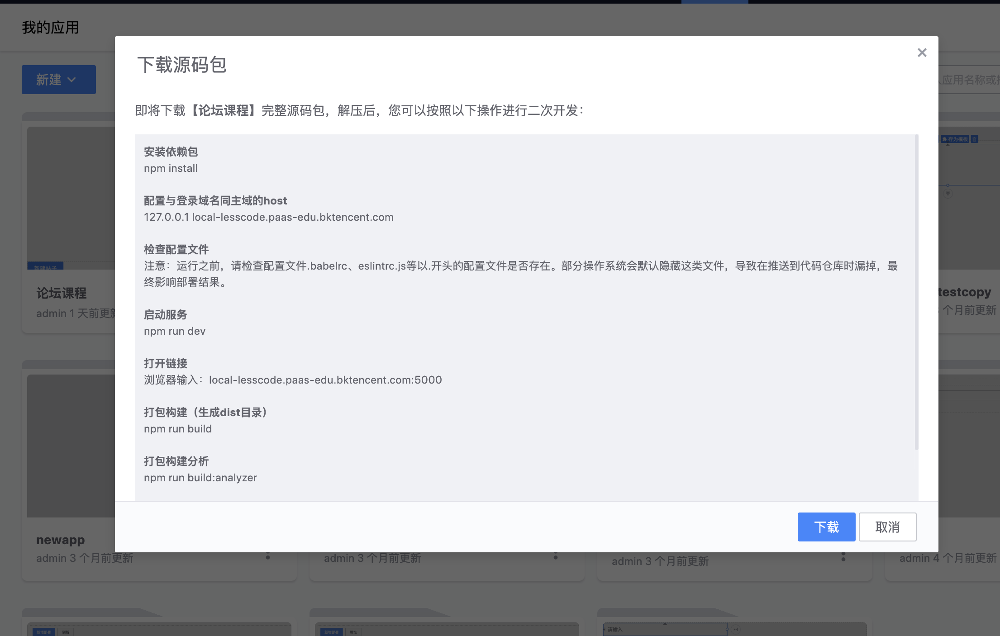 我的应用
新建
应用名称或
下载源码包
即将下载【论坛课程】完整源码包，解压后，您可以按照以下操作进行二次开发：
安装依赖包
npm install
配置与登录域名同主域的host
127.0.0.1 local-lesscode.paas-edu.bktencent.com
检查配置文件
注意：运行之前，请检查配置文件.babelrc、eslintrc.js等以.开头的配置文件是否存在。部分操作系统会默认隐藏这类文件，导致在推送到代码仓库时漏掉，最
终影响部署结果。
启动服务
npm run dev
打开链接
浏览器输入：local-lesscode.paas-edu.bktencent.com:5000
打包构建（生成dist目录）
npm run build
打包构建分析
npm run build:analyzer
下载
取消
存为模板
新建帖子
论坛课程
admin 1 天前更新
testcopy
个月前更新
newapp
admin 3 个月前更新
admin 3 个月前更新
admin 3 个月前更新
admin 4 个月前更新
请输入